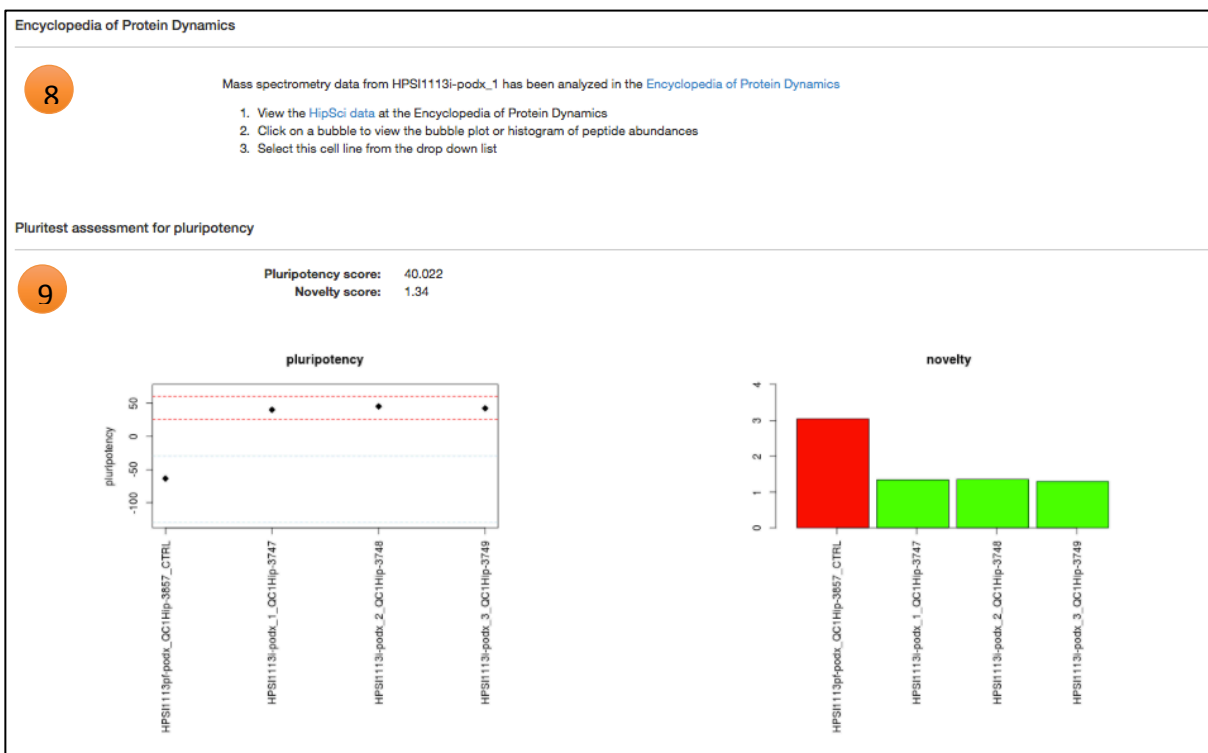 Encyclopedia of Protein Dynamics
8
Mass spectrometry data from HPSI1113i-podx_1 has been analyzed in the Encyclopedia of Protein Dynamics
1. View the HipSci data at the Encyclopedia of Protein Dynamics
2. Click on a bubble to view the bubble plot or histogram of peptide abundances
3. Select this cell line from the drop down list
Pluritest assessment for pluripotency
9
Pluripotency score: 40.022
Novelty score: 1.34
pluripotency
pluripotency
50
0
-50
-100
HPSI1113pf-podx_QC1Hip-3857_CTRL
HPSI1113i-podx_1_QC1Hip-3747
HPSI1113i-podx_2_QC1Hip-3748
HPSI1113i-podx_3_QC1Hip-3749
novelty
4
3
2
1
0
HPSI1113pf-podx_QC1Hip-3857_CTRL
HPSI1113i-podx_1_QC1Hip-3747
HPSI1113i-podx_2_QC1Hip-3748
HPSI1113i-podx_3_QC1Hip-3749